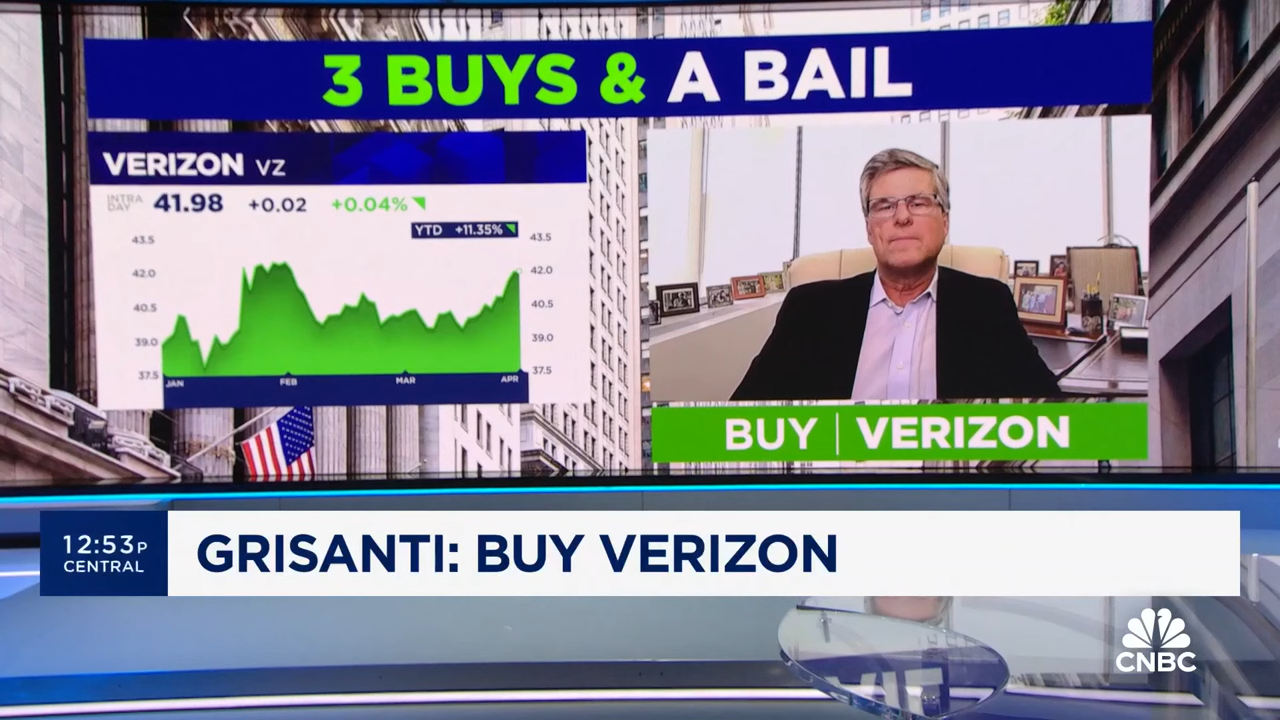 3 BUYS & A BAIL
VERIZON VZ
INTRA DAY 41.98 +0.02 +0.04%
YTD +11.35%
43.5 43.5
42.0 42.0
40.5 40.5
39.0 39.0
37.5 37.5
JAN FEB MAR APR
BUY | VERIZON
12:53P
CENTRAL
GRISANTI: BUY VERIZON
CNBC